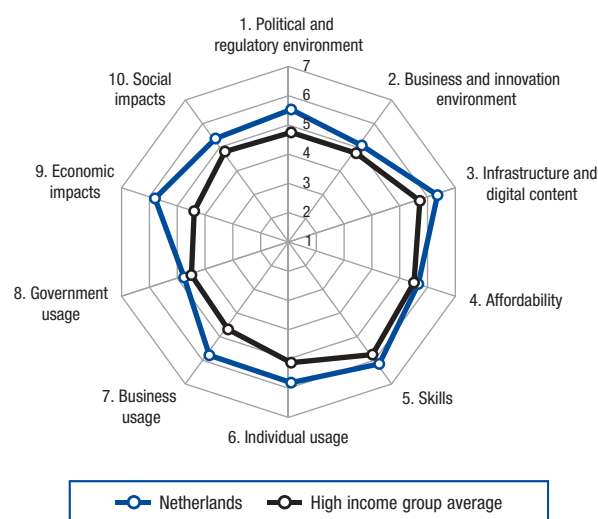 1. Political and
regulatory environment
10. Social
impacts
7
2. Business and innovation
environment
6
5
9. Economic
impacts
4
3. Infrastructure and
digital content
3
2
1
8. Government
usage
4. Affordability
7. Business
usage
5. Skills
6. Individual usage
Netherlands High income group average